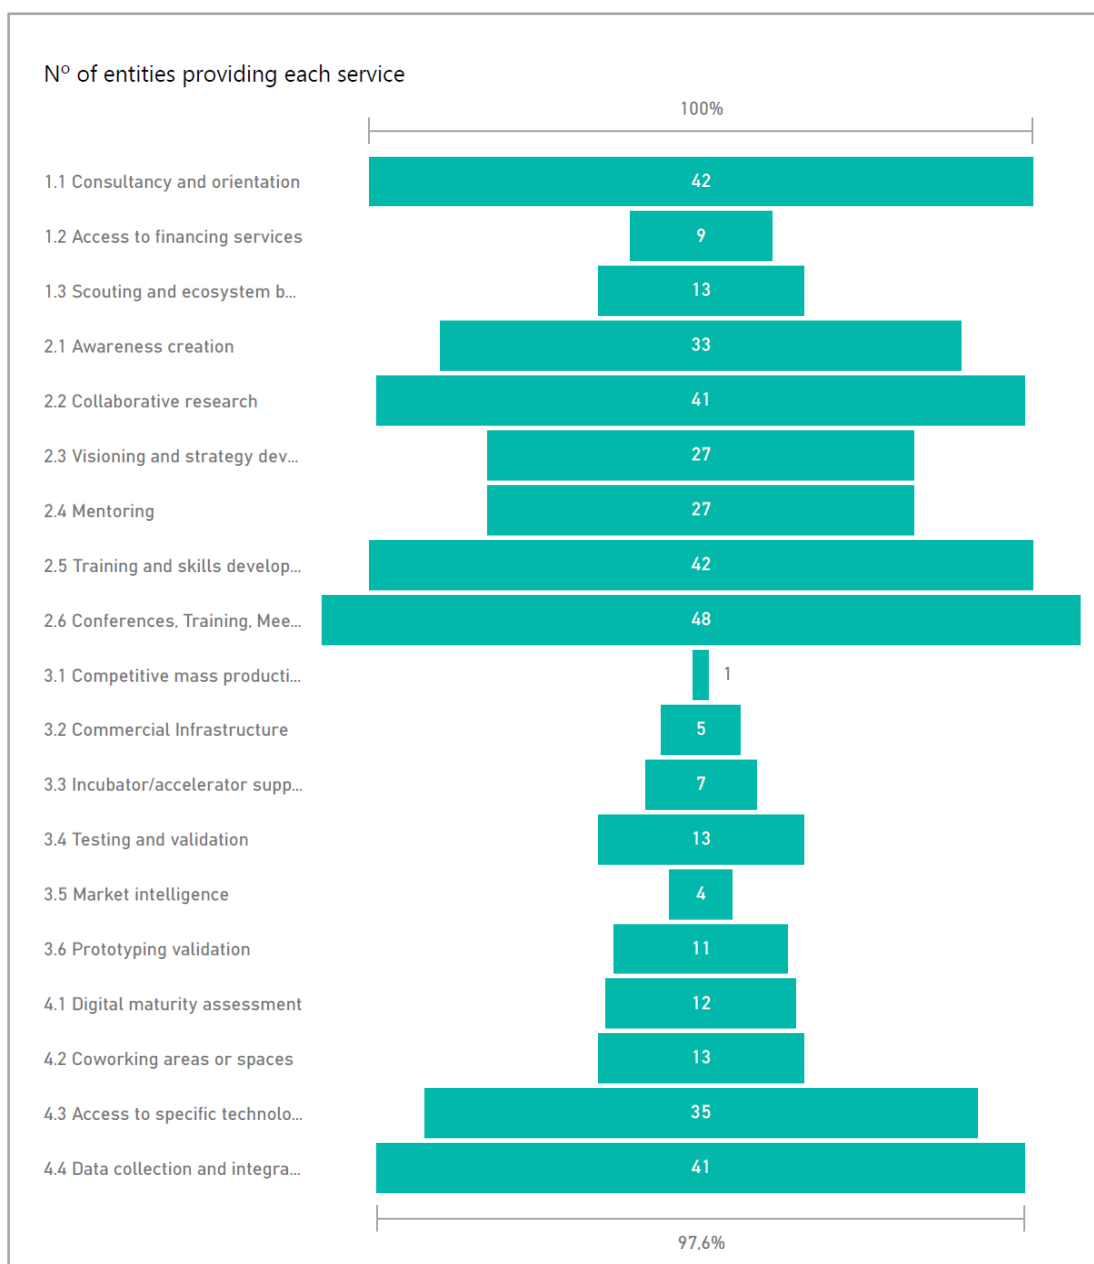 Nº of entities providing each service
100%
1.1 Consultancy and orientation 42
1.2 Access to financing services 9
1.3 Scouting and ecosystem b... 13
2.1 Awareness creation 33
2.2 Collaborative research 41
2.3 Visioning and strategy dev... 27
2.4 Mentoring 27
2.5 Training and skills develop... 42
2.6 Conferences, Training, Mee... 48
3.1 Competitive mass producti... 1
3.2 Commercial Infrastructure 5
3.3 Incubator/accelerator supp... 7
3.4 Testing and validation 13
3.5 Market intelligence 4
3.6 Prototyping validation 11
4.1 Digital maturity assessment 12
4.2 Coworking areas or spaces 13
4.3 Access to specific technolo... 35
4.4 Data collection and integra... 41
97,6%